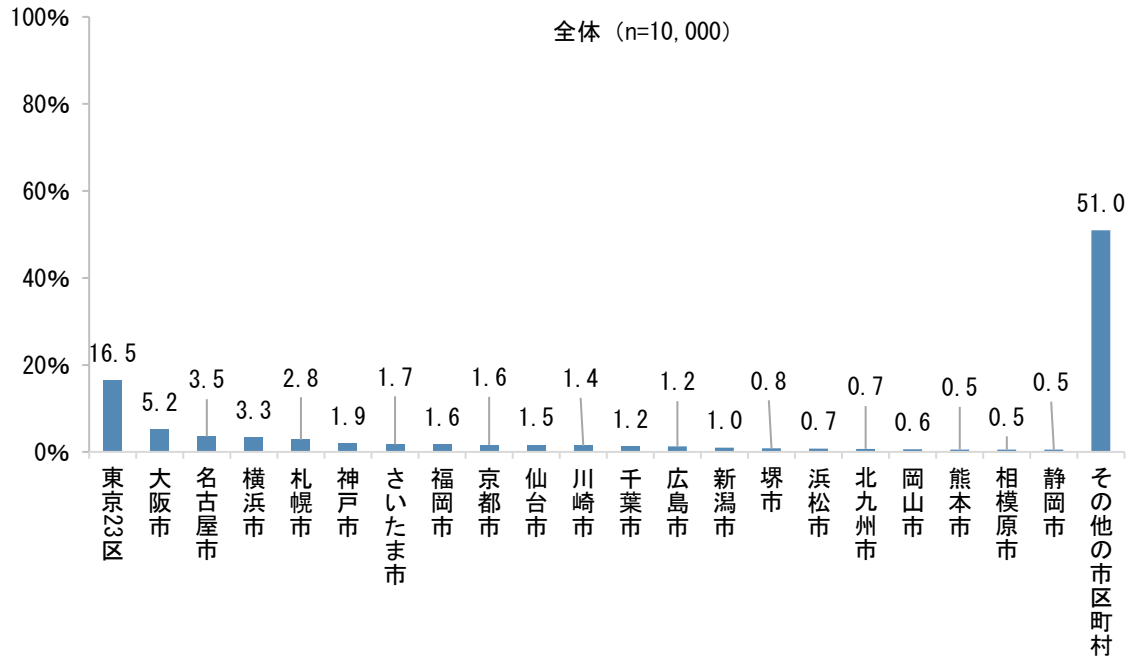 全体（n=10,000）
100%
80%
60%
40%
20%
0%
16.5
5.2
3.5
3.3
2.8
1.9
1.7
1.6
1.6
1.5
1.4
1.2
1.2
1.0
0.8
0.7
0.7
0.6
0.5
0.5
0.5
51.0
東京23区
大阪市
名古屋市
横浜市
札幌市
神戸市
さいたま市
福岡市
京都市
仙台市
川崎市
千葉市
広島市
新潟市
堺市
浜松市
北九州市
岡山市
熊本市
相模原市
静岡市
その他の市区町村